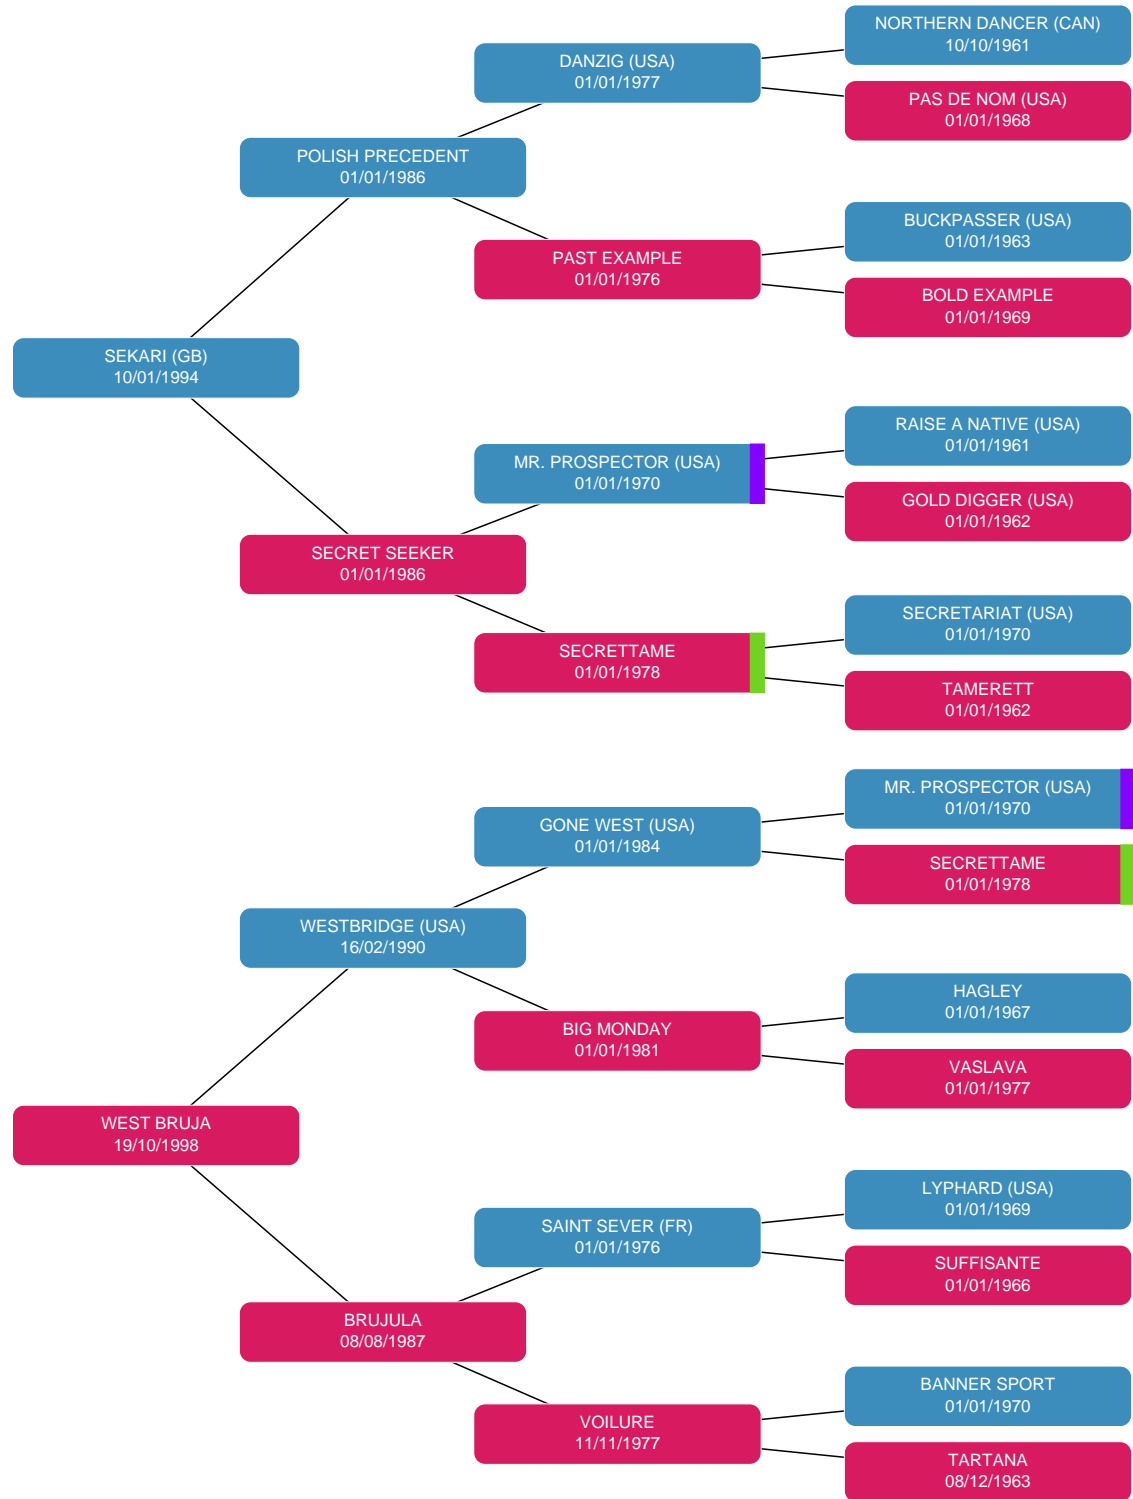 NORTHERN DANCER (CAN)
10/10/1961
DANZIG (USA)
01/01/1977
PAS DE NOM (USA)
01/01/1968
POLISH PRECEDENT
01/01/1986
BUCKPASSER (USA)
01/01/1963
PAST EXAMPLE
01/01/1976
BOLD EXAMPLE
01/01/1969
SEKARI (GB)
10/01/1994
RAISE A NATIVE (USA)
01/01/1961
MR. PROSPECTOR (USA)
01/01/1970
GOLD DIGGER (USA)
01/01/1962
SECRET SEEKER
01/01/1986
SECRETARIAT (USA)
01/01/1970
SECRETTAME
01/01/1978
TAMERETT
01/01/1962
MR. PROSPECTOR (USA)
01/01/1970
GONE WEST (USA)
01/01/1984
SECRETTAME
01/01/1978
WESTBRIDGE (USA)
16/02/1990
HAGLEY
01/01/1967
BIG MONDAY
01/01/1981
VASLAVA
01/01/1977
WEST BRUJA
19/10/1998
LYPHARD (USA)
01/01/1969
SAINT SEVER (FR)
01/01/1976
SUFFISANTE
01/01/1966
BRUJULA
08/08/1987
BANNER SPORT
01/01/1970
VOILURE
11/11/1977
TARTANA
08/12/1963